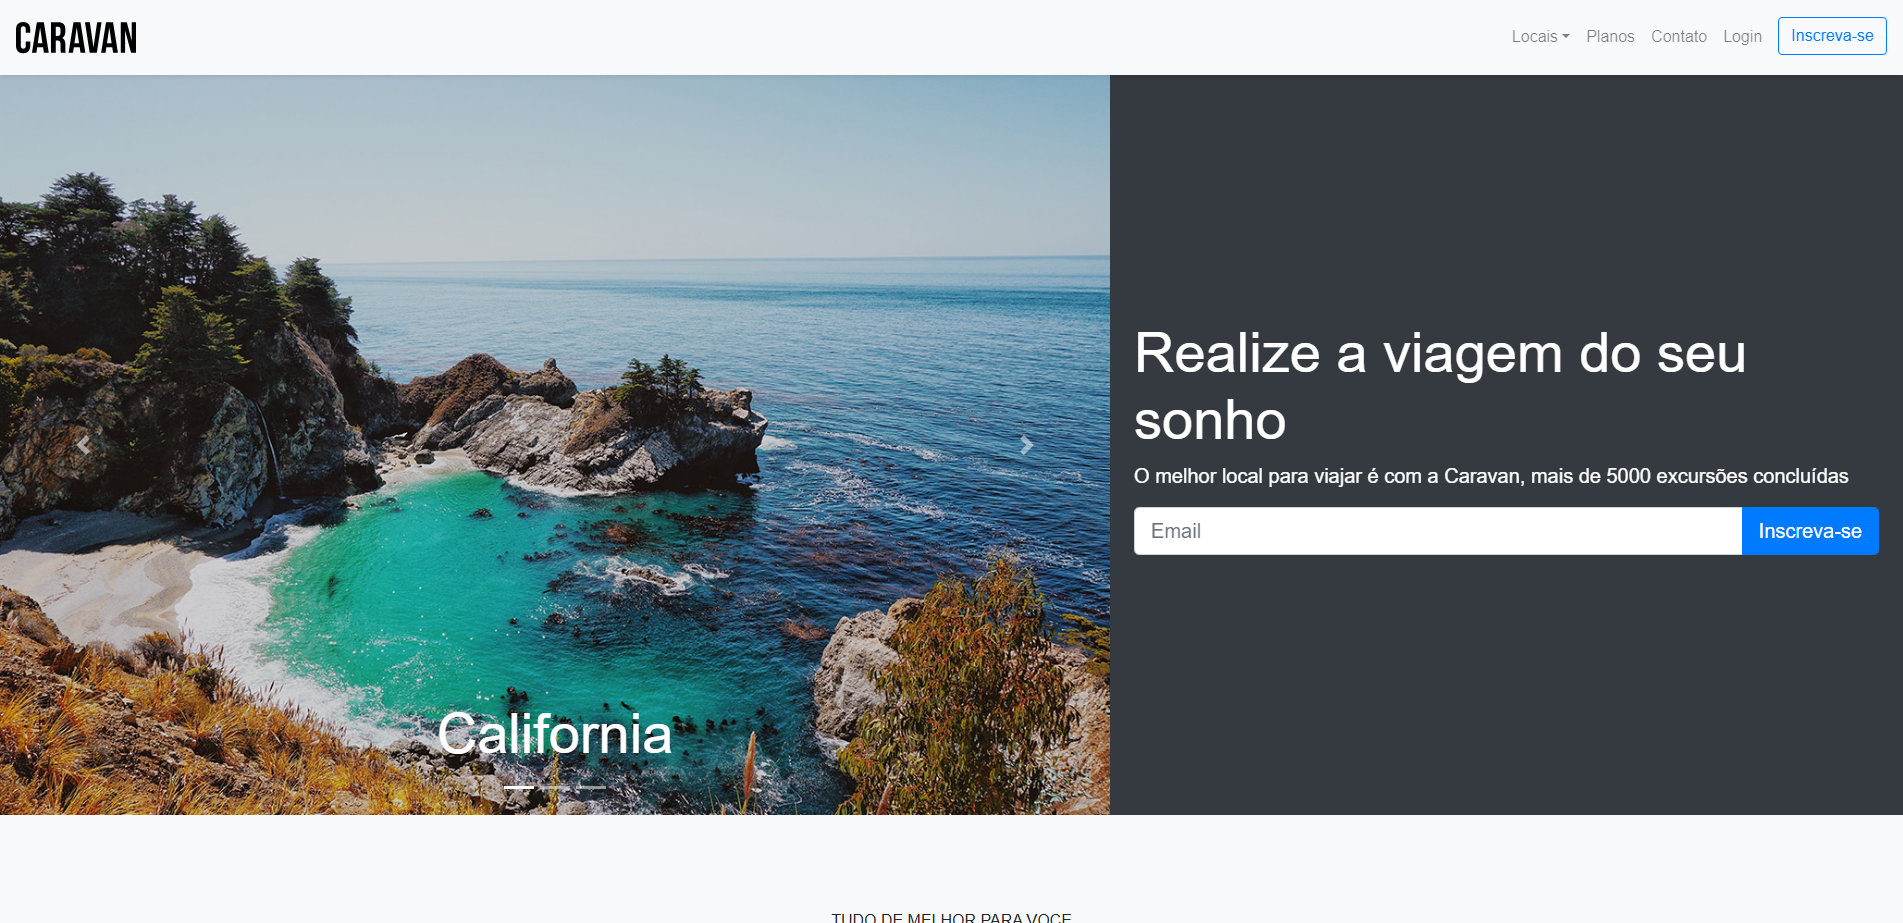 CARAVAN
Locais
Planos
Contato
Login
Inscreva-se
Realize a viagem do seu
sonho
O melhor local para viajar é com a Caravan, mais de 5000 excursões concluídas
Email
Inscreva-se
California
TUDO DE MELHOR PARA VOCE